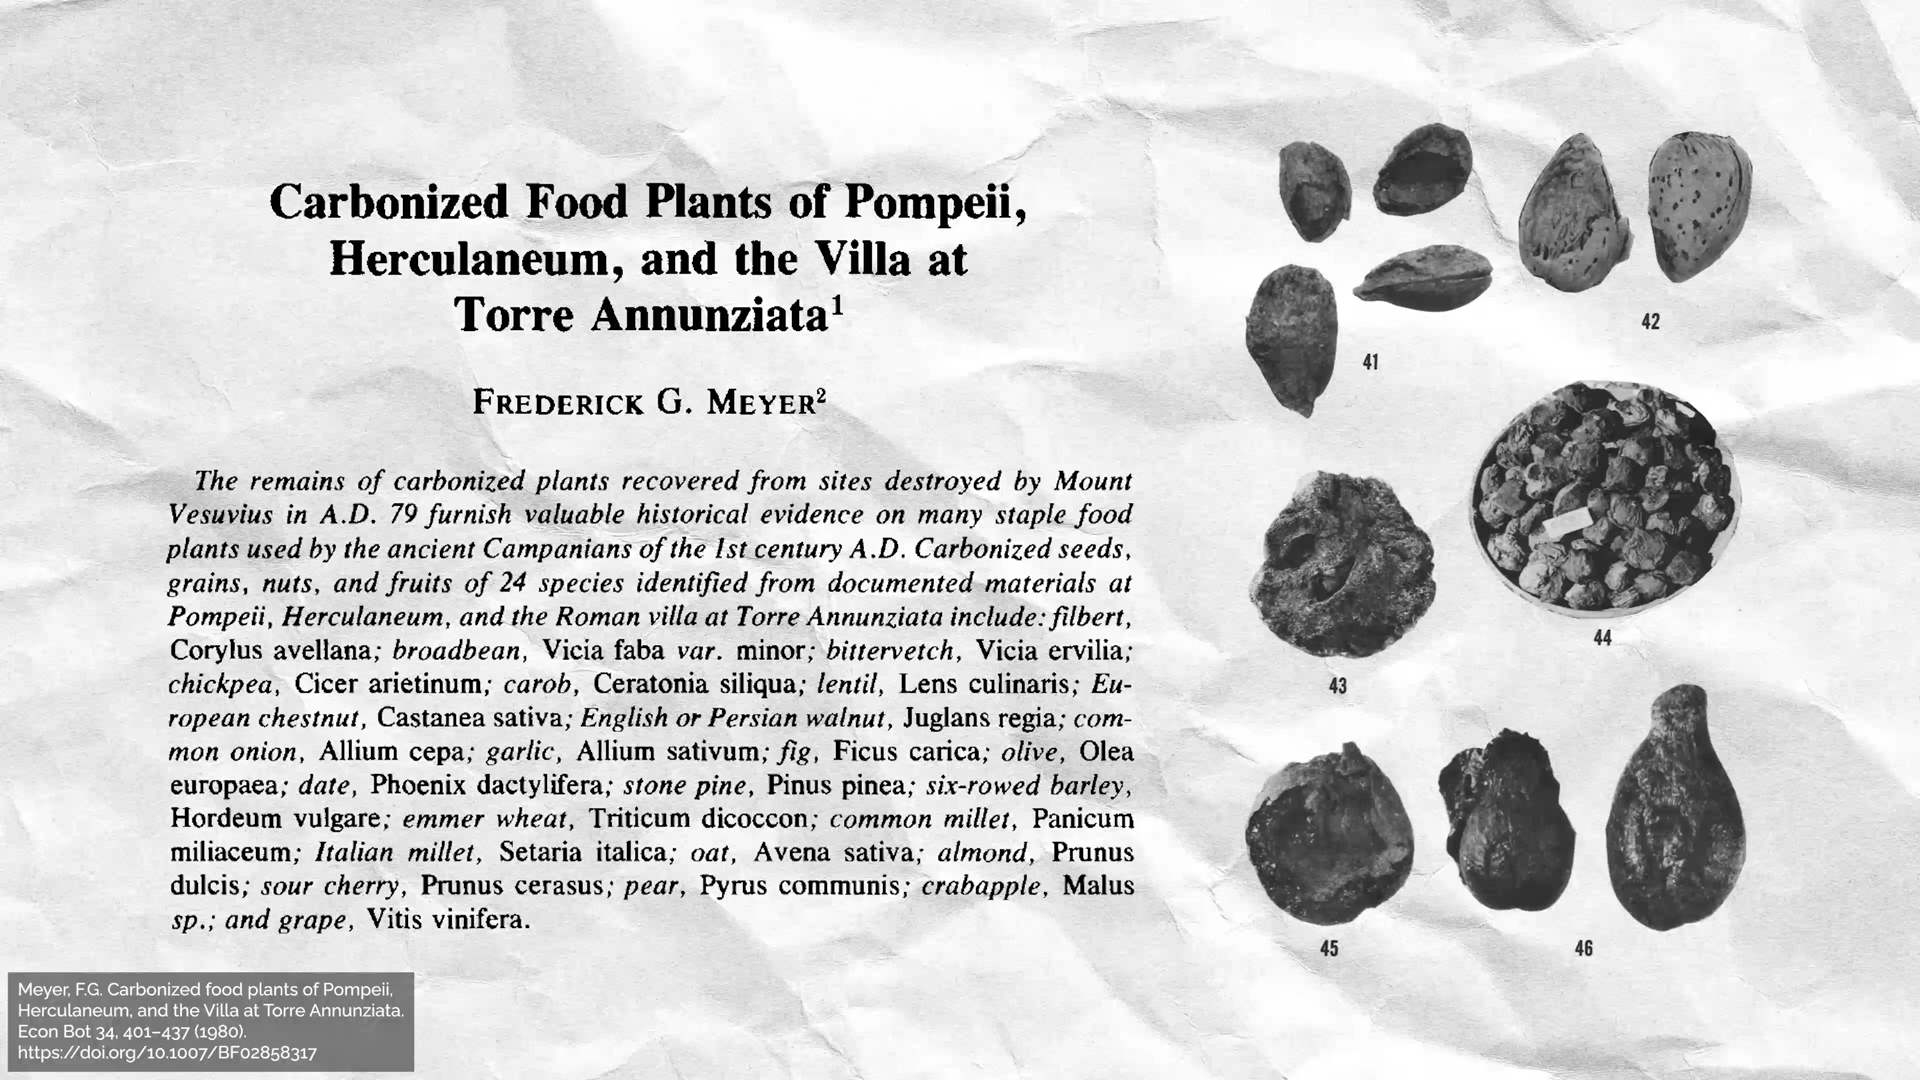 Carbonized Food Plants of Pompeii,
Herculaneum, and the Villa at
Torre Annunziata¹
FREDERICK G. MEYER²
The remains of carbonized plants recovered from sites destroyed by Mount
Vesuvius in A.D. 79 furnish valuable historical evidence on many staple food
plants used by the ancient Campanians of the 1st century A.D. Carbonized seeds,
grains, nuts, and fruits of 24 species identified from documented materials at
Pompeii, Herculaneum, and the Roman villa at Torre Annunziata include: filbert,
Corylus avellana; broadbean, Vicia faba var. minor; bittervetch, Vicia ervilia;
chickpea, Cicer arietinum; carob, Ceratonia siliqua; lentil, Lens culinaris; Eu-
ropean chestnut, Castanea sativa; English or Persian walnut, Juglans regia; com-
mon onion, Allium cepa; garlic, Allium sativum; fig, Ficus carica; olive, Olea
europaea; date, Phoenix dactylifera; stone pine, Pinus pinea; six-rowed barley,
Hordeum vulgare; emmer wheat, Triticum dicoccon; common millet, Panicum
miliaceum; Italian millet, Setaria italica; oat, Avena sativa; almond, Prunus
dulcis; sour cherry, Prunus cerasus; pear, Pyrus communis; crabapple, Malus
sp.; and grape, Vitis vinifera.
41
42
43
44
45
46
Meyer, F.G. Carbonized food plants of Pompeii,
Herculaneum, and the Villa at Torre Annunziata.
Econ Bot 34, 401–437 (1980).
https://doi.org/10.1007/BF02858317